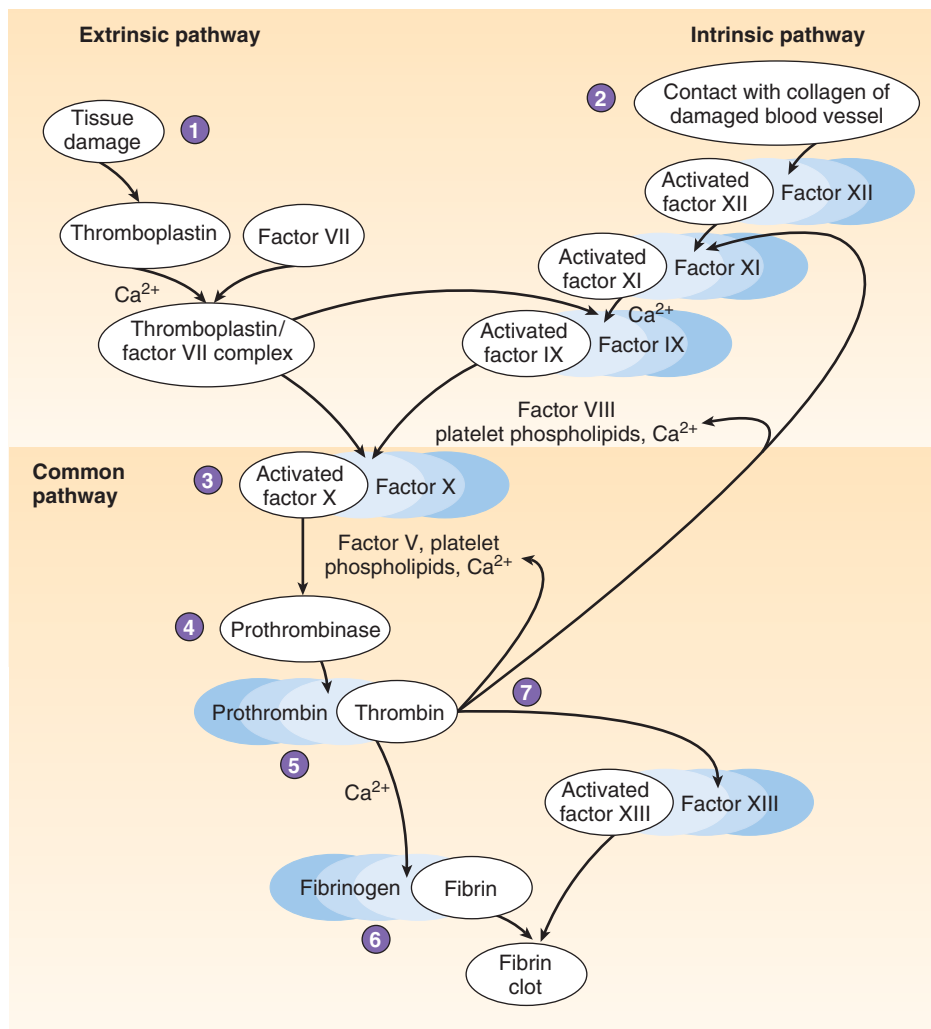 Extrinsic pathway
Intrinsic pathway
2
Contact with collagen of
damaged blood vessel
Tissue
damage
1
Activated
factor XII
Factor XII
Thromboplastin
Factor VII
Activated
factor XI
Factor XI
Ca2+
Ca2+
Thromboplastin/
factor VII complex
Activated
factor IX
Factor IX
Factor VIII
platelet phospholipids, Ca2+
Common
pathway
3
Activated
factor X
Factor X
Factor V, platelet
phospholipids, Ca2+
4
Prothrombinase
7
Prothrombin
Thrombin
5
Ca2+
Activated
factor XIII
Factor XIII
Fibrinogen
Fibrin
6
Fibrin
clot